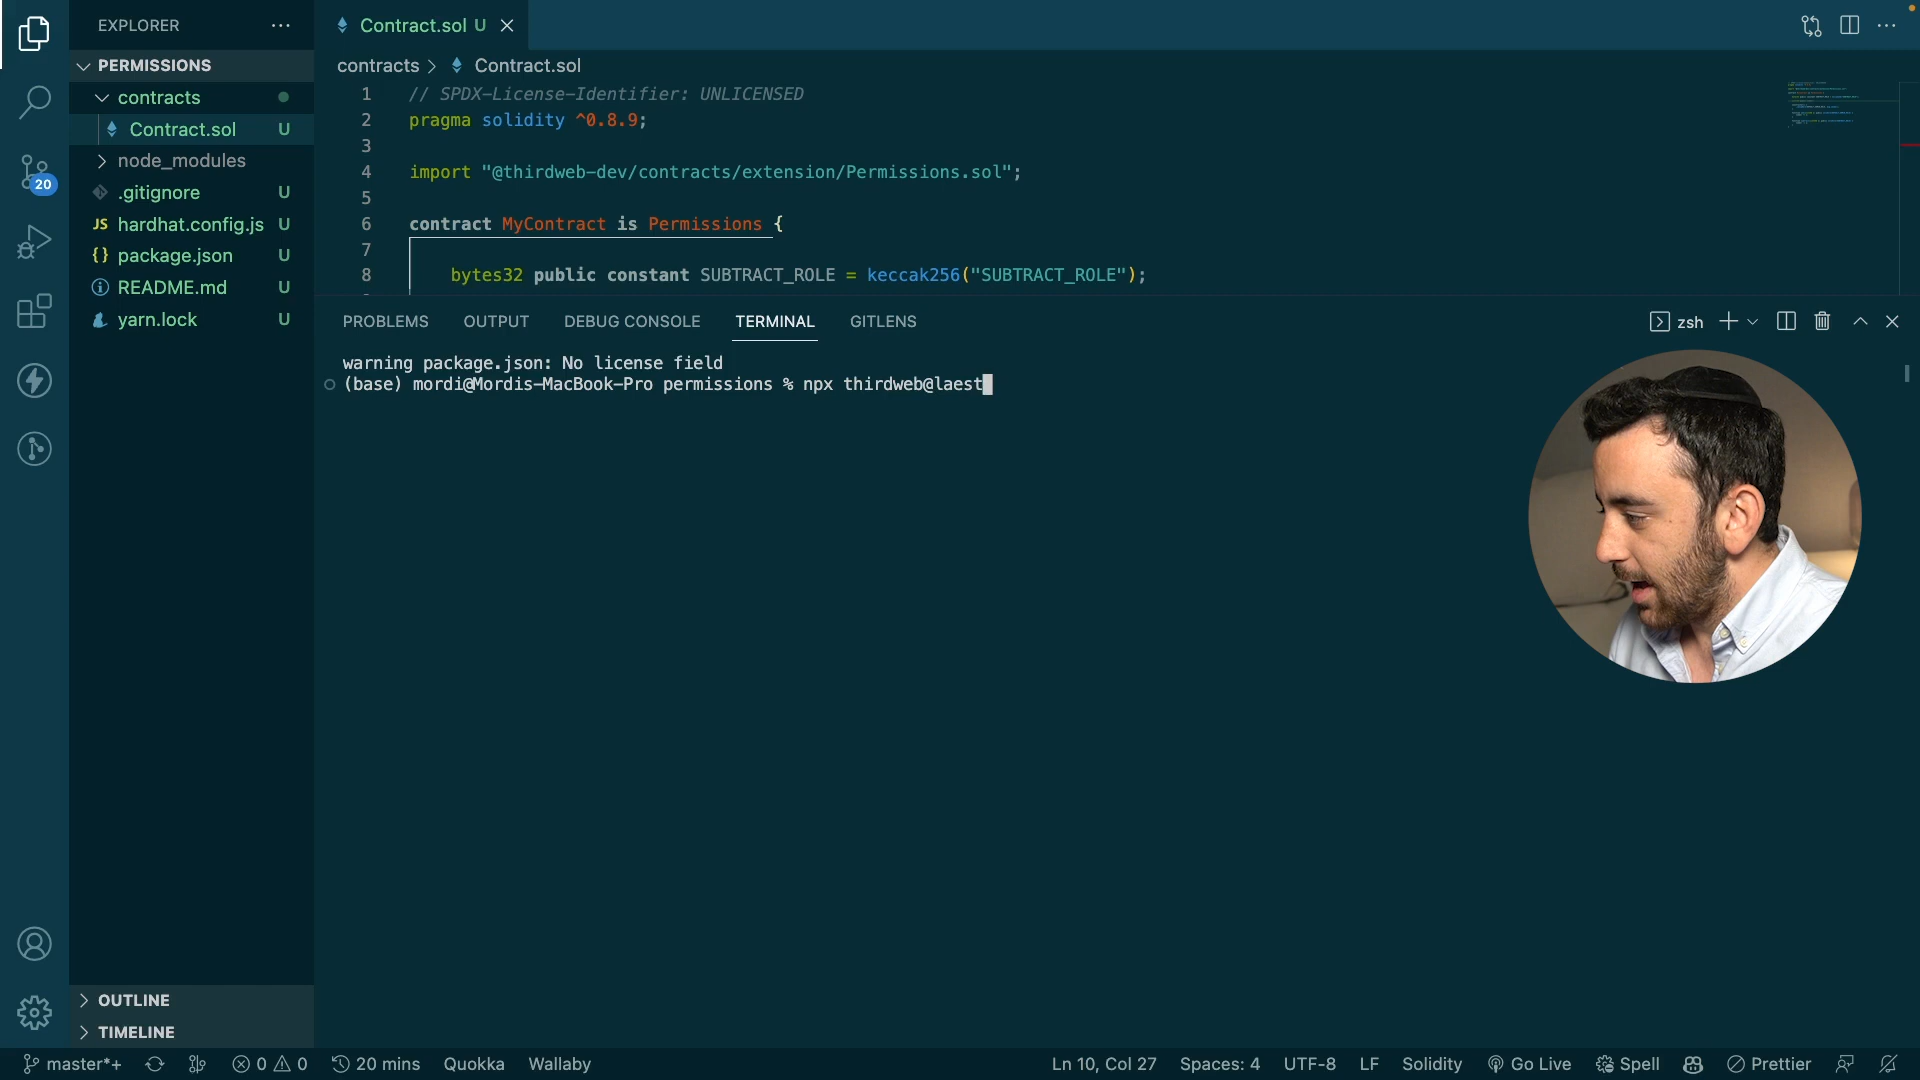 EXPLORER
PERMISSIONS
contracts
Contract.sol U
node_modules
.gitignore U
JS hardhat.config.js U
{} package.json U
README.md U
yarn.lock U
20
OUTLINE
TIMELINE
Contract.sol U
contracts > Contract.sol
1 // SPDX-License-Identifier: UNLICENSED
2 pragma solidity ^0.8.9;
3
4 import "@thirdweb-dev/contracts/extension/Permissions.sol";
5
6 contract MyContract is Permissions {
7
8 bytes32 public constant SUBTRACT_ROLE = keccak256("SUBTRACT_ROLE");
PROBLEMS OUTPUT DEBUG CONSOLE TERMINAL GITLENS
zsh
warning package.json: No license field
(base) mordi@Mordis-MacBook-Pro permissions % npx thirdweb@laest
master*+ 0 0 20 mins Quokka Wallaby Ln 10, Col 27 Spaces: 4 UTF-8 LF Solidity Go Live Spell Prettier